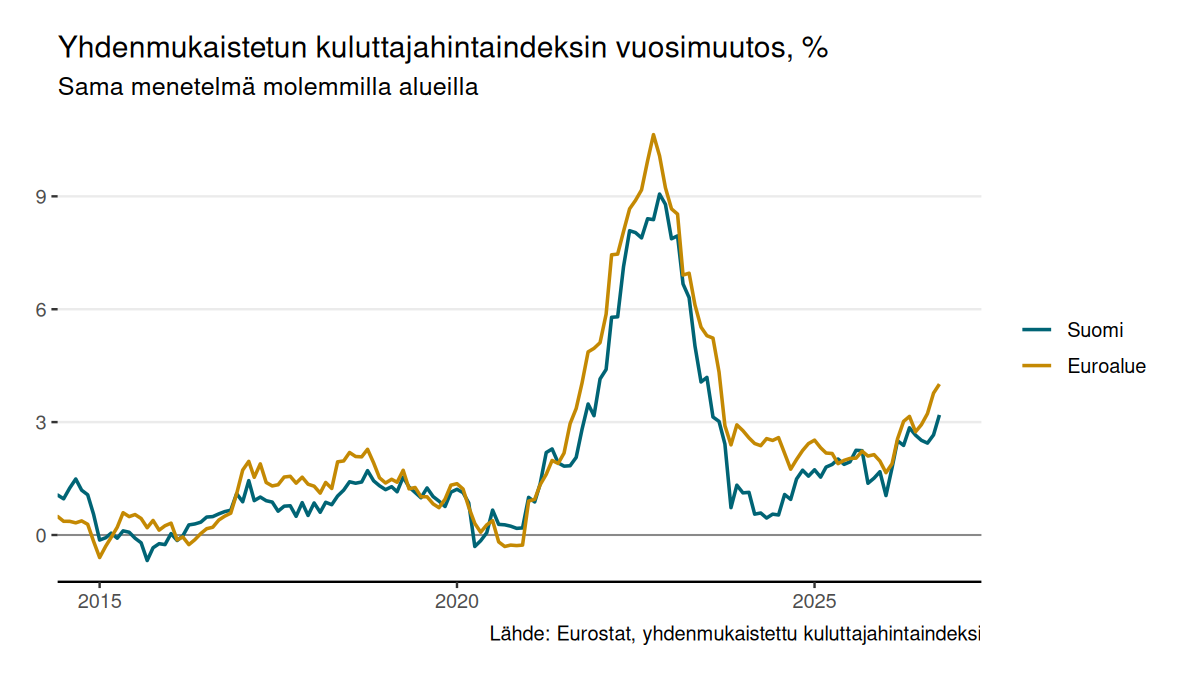 Yhdenmukaistetun kuluttajahintaindeksin vuosimuutos, %
Sama menetelmä molemmilla alueilla
9
6
3
0
2015
2020
2025
Suomi
Euroalue
Lähde: Eurostat, yhdenmukaistettu kuluttajahintaindeksi